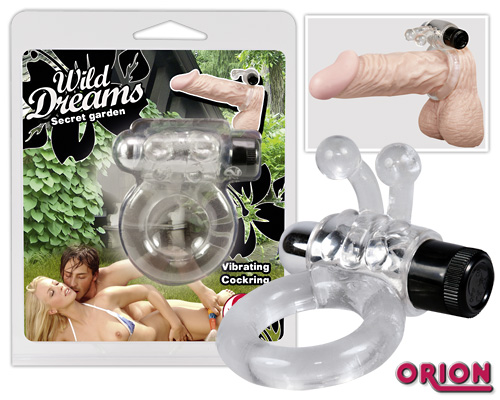 Wild
Dreams
Secret garden
Vibrating
Cockring
ORION